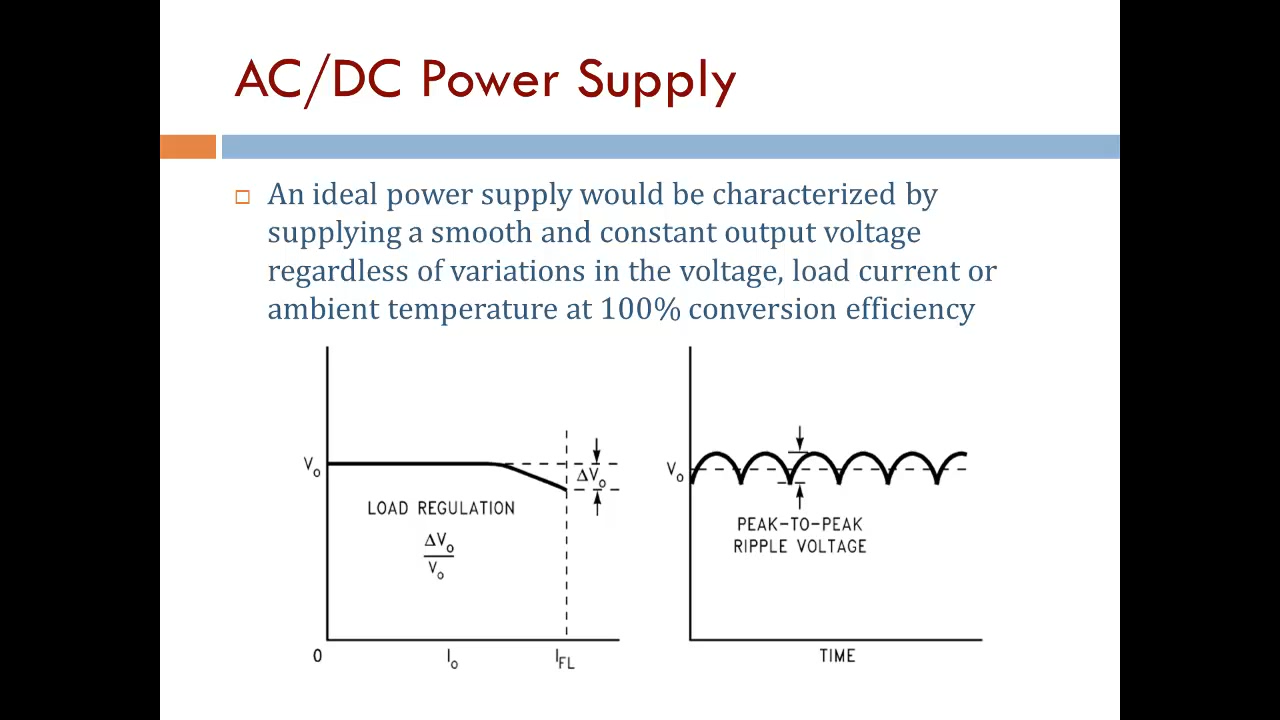 AC/DC Power Supply
An ideal power supply would be characterized by
supplying a smooth and constant output voltage
regardless of variations in the voltage, load current or
ambient temperature at 100% conversion efficiency
Vo
ΔVo
LOAD REGULATION
ΔVo
Vo
0
Io
IFL
Vo
PEAK-TO-PEAK
RIPPLE VOLTAGE
TIME